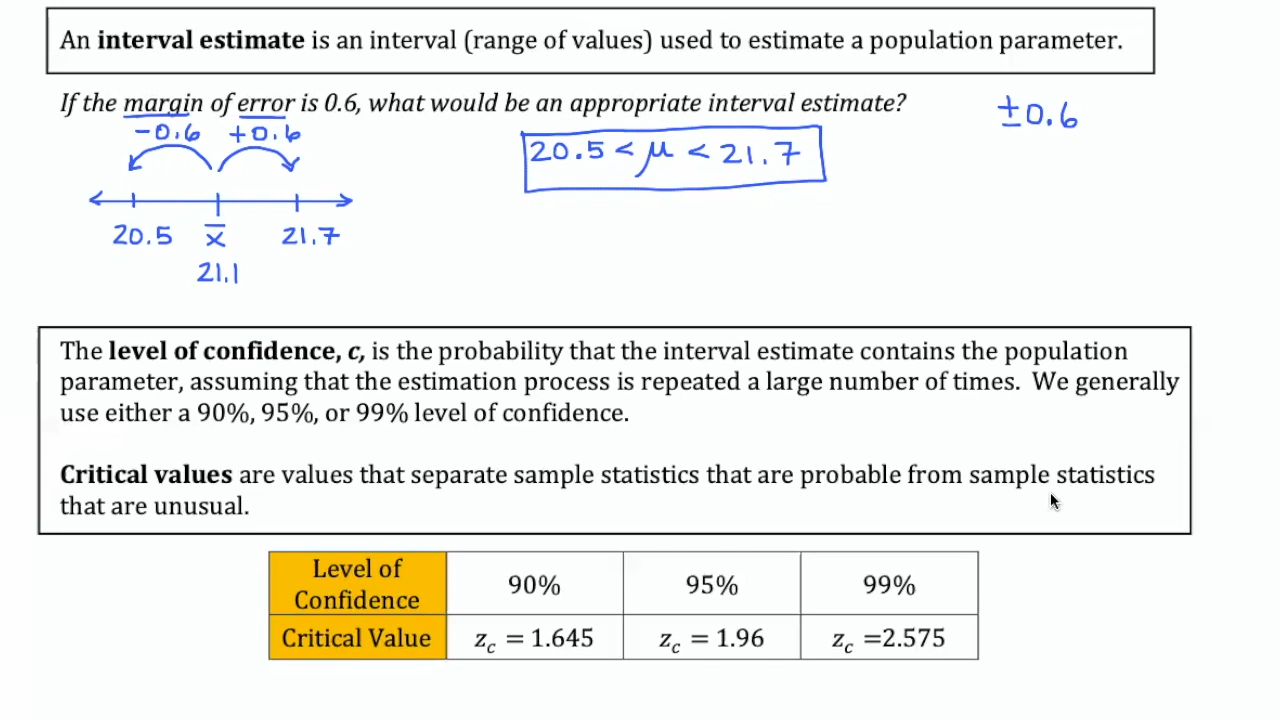 An interval estimate is an interval (range of values) used to estimate a population parameter.
If the margin of error is 0.6, what would be an appropriate interval estimate?
±0.6
-0.6 +0.6
20.5 < μ < 21.7
20.5 x̄ 21.7
21.1
The level of confidence, c, is the probability that the interval estimate contains the population
parameter, assuming that the estimation process is repeated a large number of times. We generally
use either a 90%, 95%, or 99% level of confidence.
Critical values are values that separate sample statistics that are probable from sample statistics
that are unusual.
Level of
Confidence
90% 95% 99%
Critical Value z_c = 1.645 z_c = 1.96 z_c =2.575